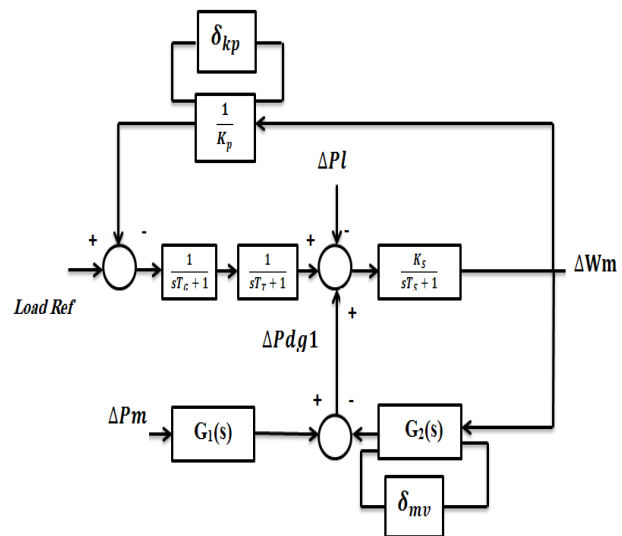 δkp
1
Kp
ΔPl
+ -
+ -
1
sTG + 1
1
sTT + 1
KS
sTS + 1
ΔWm
Load Ref
+
ΔPdg1
ΔPm
G1(s)
+ -
G2(s)
δmv